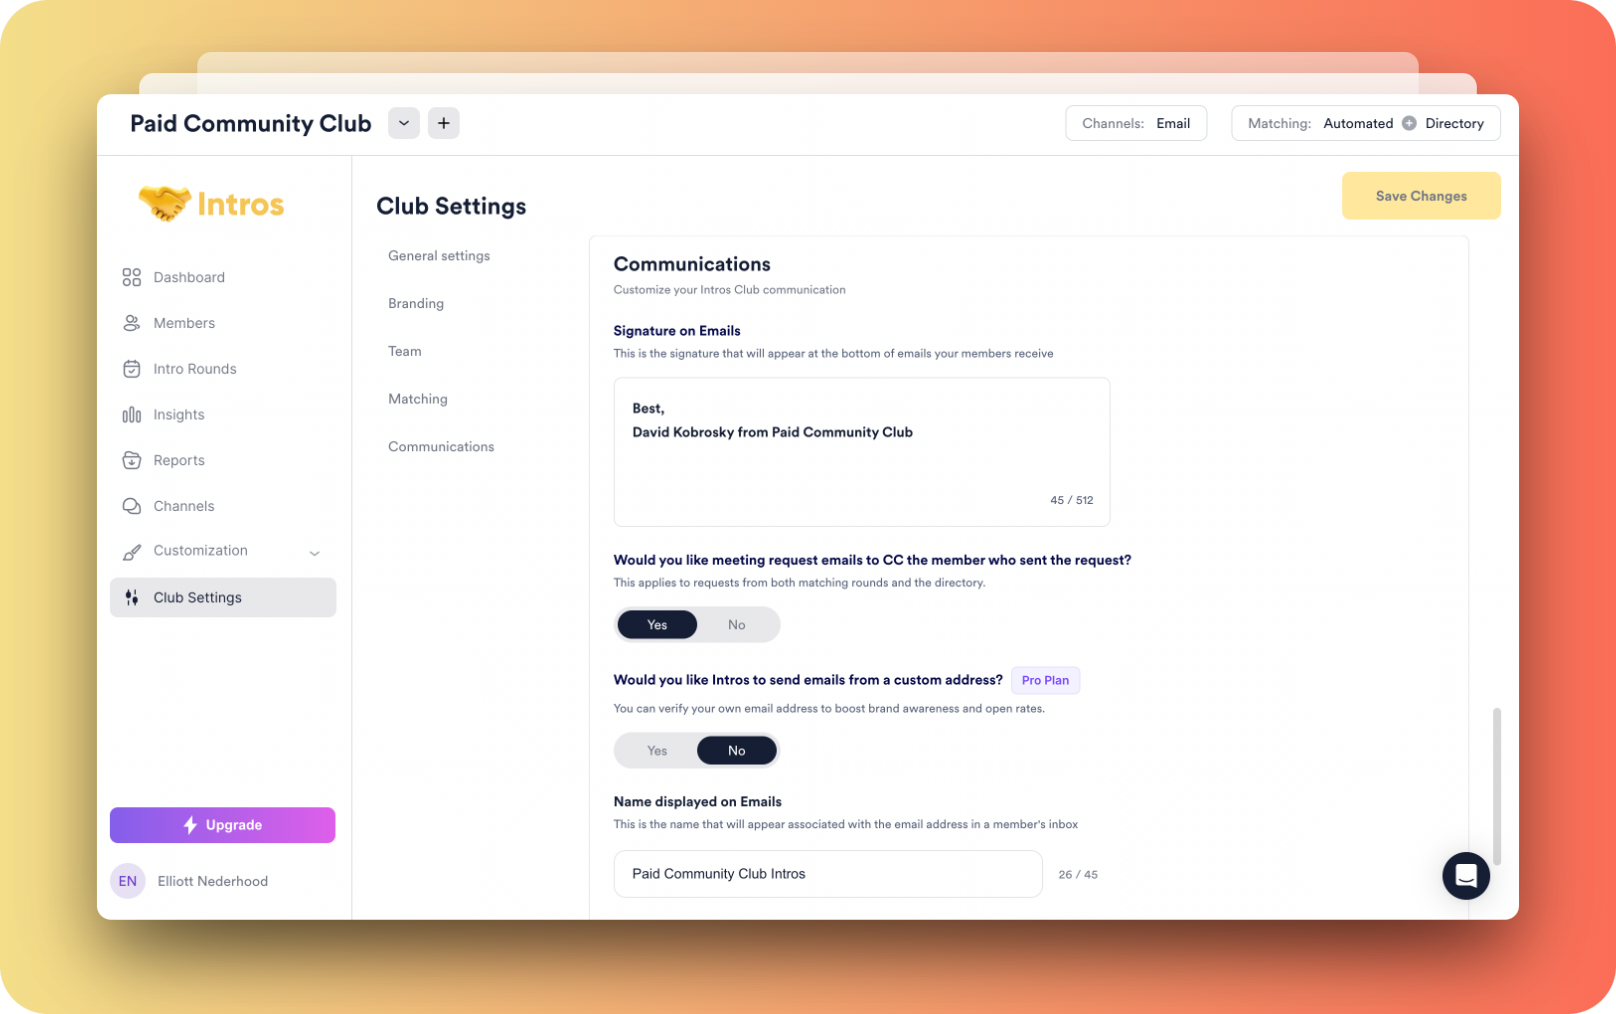 Paid Community Club
Channels: Email
Matching: Automated Directory
Intros
Dashboard
Members
Intro Rounds
Insights
Reports
Channels
Customization
Club Settings
Upgrade
EN
Elliott Nederhood
Club Settings
Save Changes
General settings
Branding
Team
Matching
Communications
Communications
Customize your Intros Club communication
Signature on Emails
This is the signature that will appear at the bottom of emails your members receive
Best,
David Kobrosky from Paid Community Club
45 / 512
Would you like meeting request emails to CC the member who sent the request?
This applies to requests from both matching rounds and the directory.
Yes No
Would you like Intros to send emails from a custom address? Pro Plan
You can verify your own email address to boost brand awareness and open rates.
Yes No
Name displayed on Emails
This is the name that will appear associated with the email address in a member's inbox
Paid Community Club Intros
26 / 45